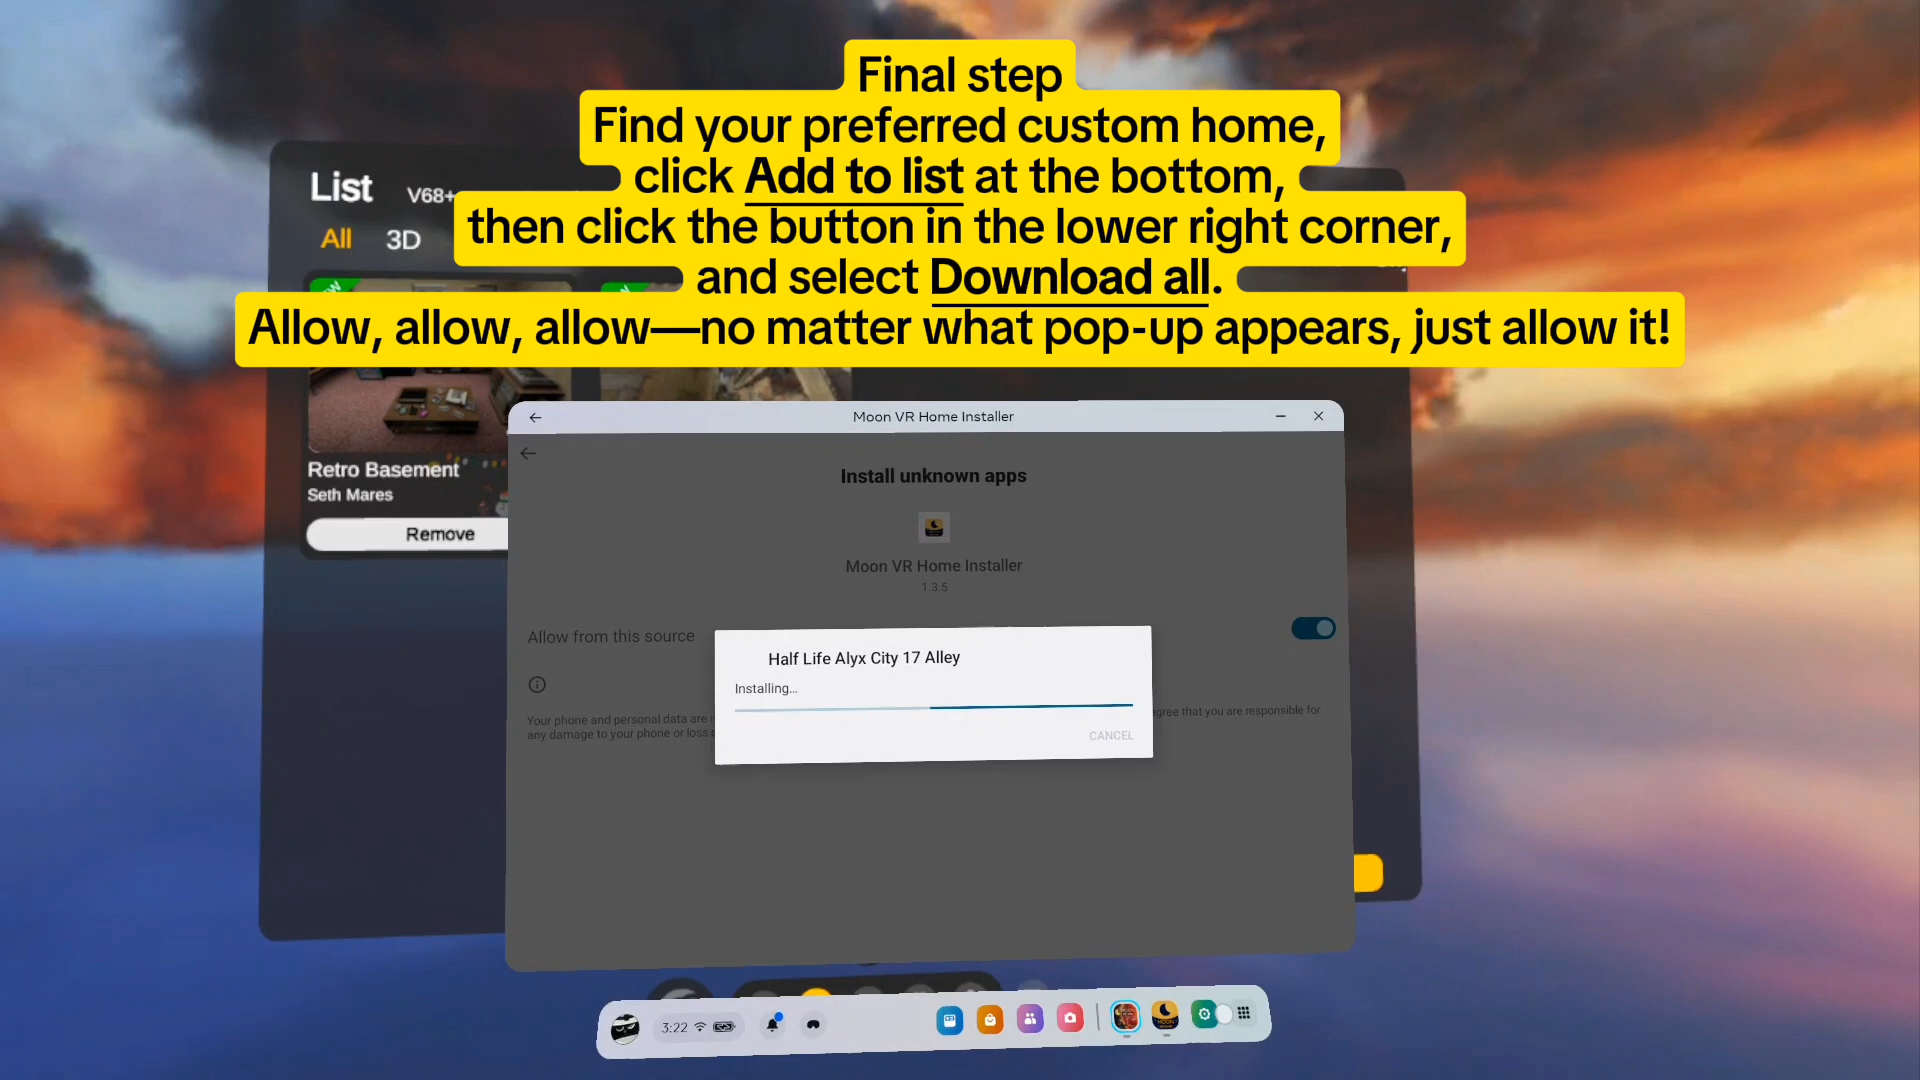 Final step
Find your preferred custom home,
click Add to list at the bottom,
then click the button in the lower right corner,
and select Download all.
Allow, allow, allow—no matter what pop-up appears, just allow it!
List V68+
All 3D
Retro Basement
Seth Mares
Remove
Moon VR Home Installer
Install unknown apps
Moon VR Home Installer
1.3.5
Allow from this source
Half Life Alyx City 17 Alley
Installing...
CANCEL
Your phone and personal data are
agree that you are responsible for
any damage to your phone or loss
3:22